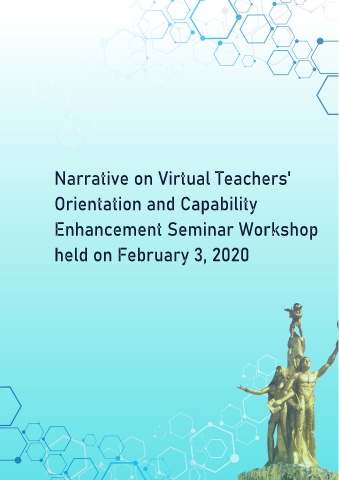 Narrative on Virtual Teachers'
Orientation and Capability
Enhancement Seminar Workshop
held on February 3, 2020